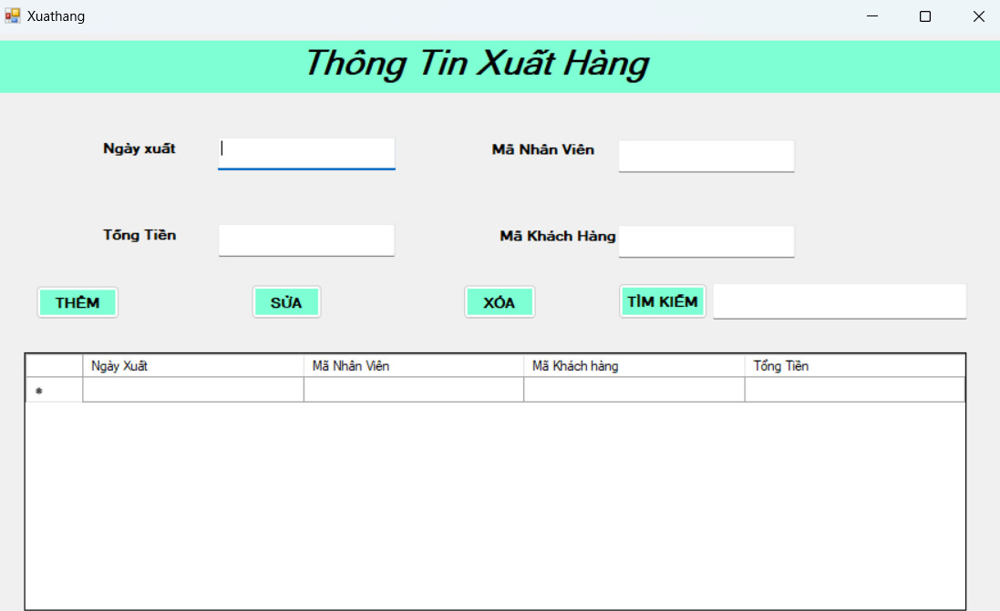 Xuathang
Thông Tin Xuất Hàng
Ngày xuất
Mã Nhân Viên
Tổng Tiền
Mã Khách Hàng
THÊM
SỬA
XÓA
TÌM KIẾM
Ngày Xuất Mã Nhân Viên Mã Khách hàng Tổng Tiền